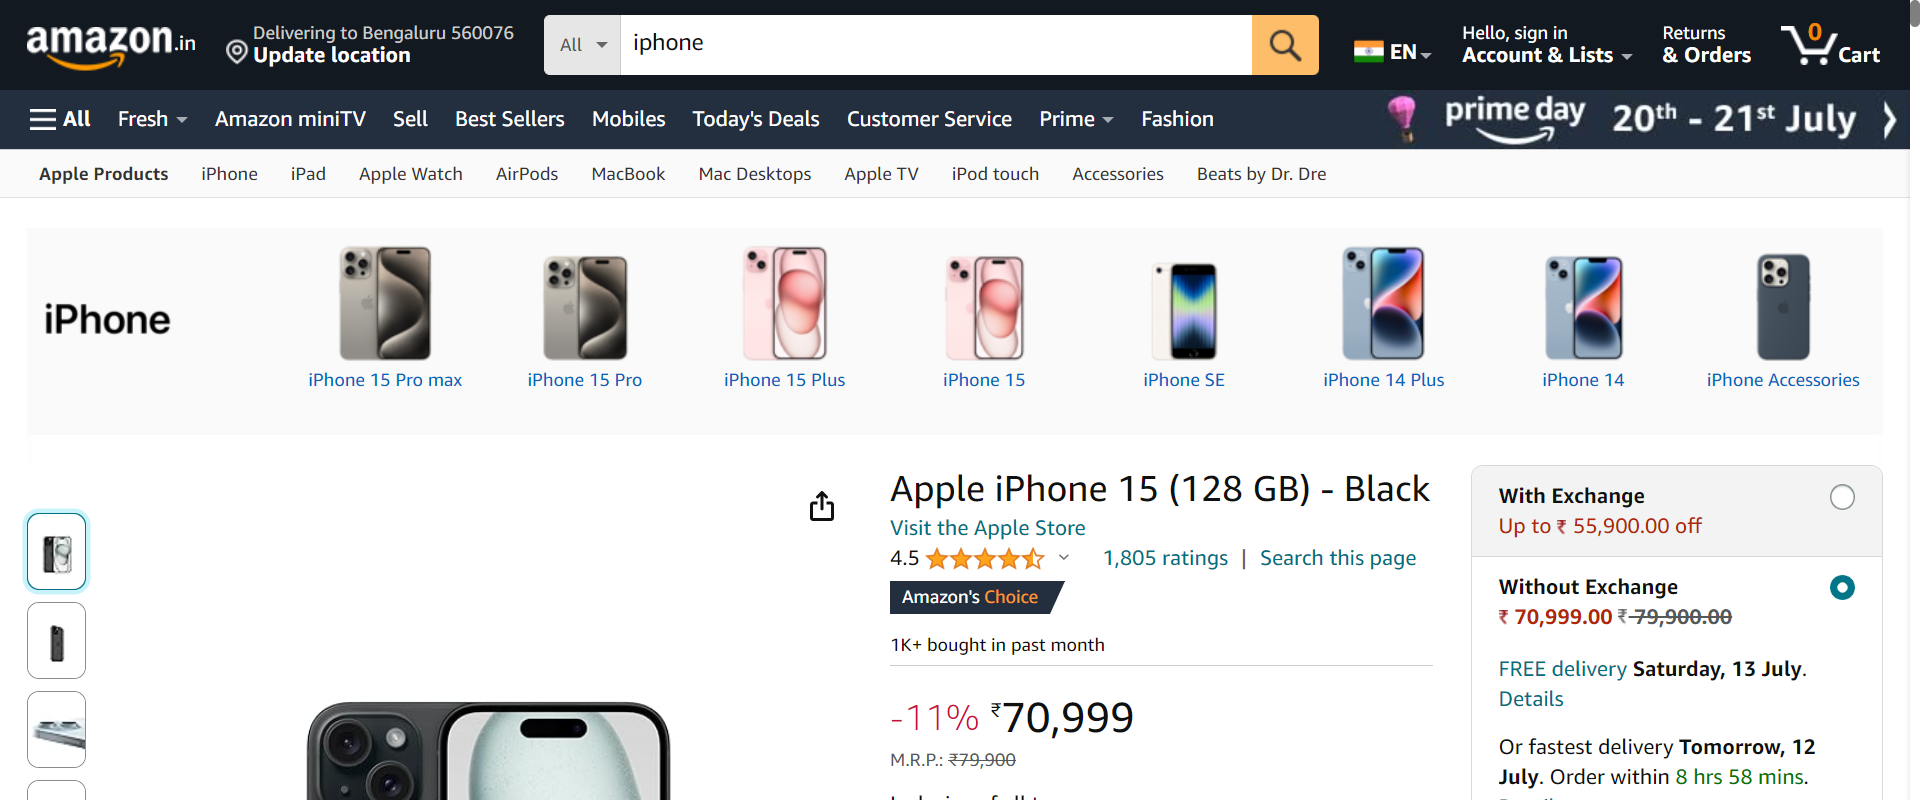 amazon.in
Delivering to Bengaluru 560076
Update location
All
iphone
EN
Hello, sign in
Account & Lists
Returns
& Orders
0
Cart
All
Fresh
Amazon miniTV
Sell
Best Sellers
Mobiles
Today's Deals
Customer Service
Prime
Fashion
prime day
20th - 21st July
Apple Products
iPhone
iPad
Apple Watch
AirPods
MacBook
Mac Desktops
Apple TV
iPod touch
Accessories
Beats by Dr. Dre
iPhone
iPhone 15 Pro max
iPhone 15 Pro
iPhone 15 Plus
iPhone 15
iPhone SE
iPhone 14 Plus
iPhone 14
iPhone Accessories
Apple iPhone 15 (128 GB) - Black
Visit the Apple Store
4.5
1,805 ratings | Search this page
Amazon's Choice
1K+ bought in past month
-11% ₹70,999
M.R.P.: ₹79,900
With Exchange
Up to ₹ 55,900.00 off
Without Exchange
₹ 70,999.00 ₹ 79,900.00
FREE delivery Saturday, 13 July.
Details
Or fastest delivery Tomorrow, 12
July. Order within 8 hrs 58 mins.